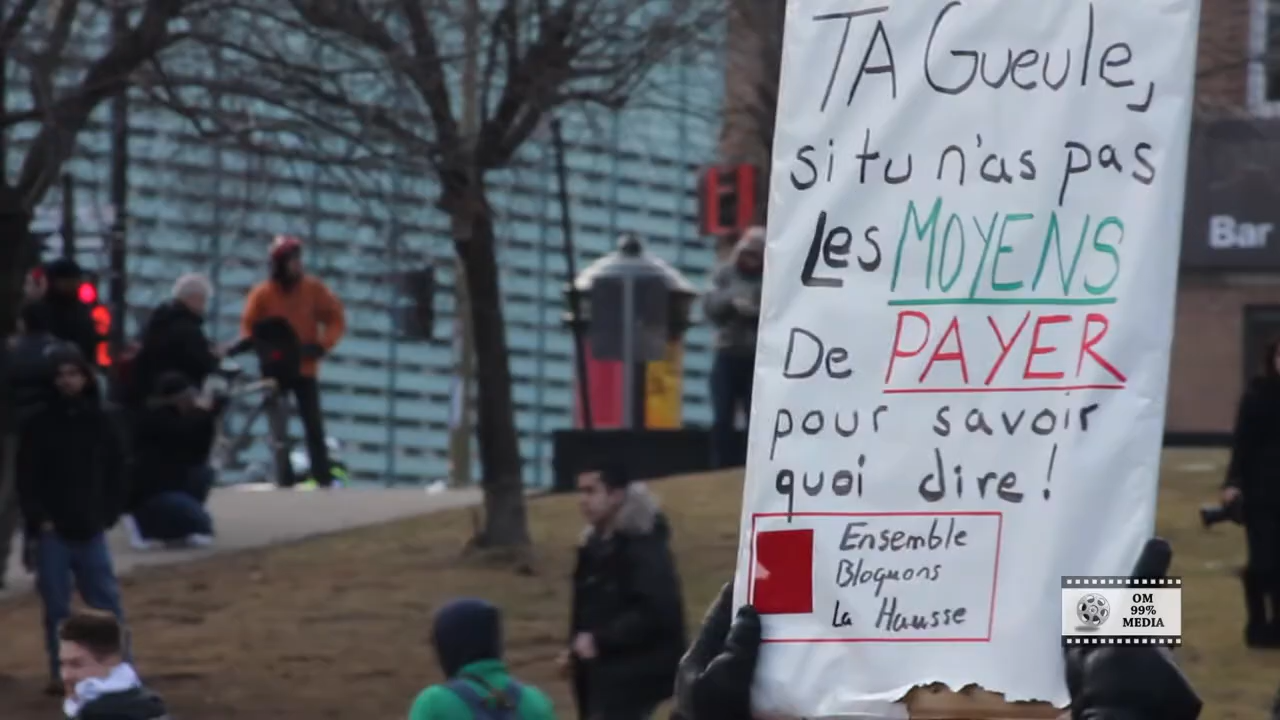 TA Gueule,
si tu n'as pas
Les MOYENS
De PAYER
pour savoir
quoi dire!
Ensemble
Bloquons
La Hausse
Bar
OM
99%
MEDIA